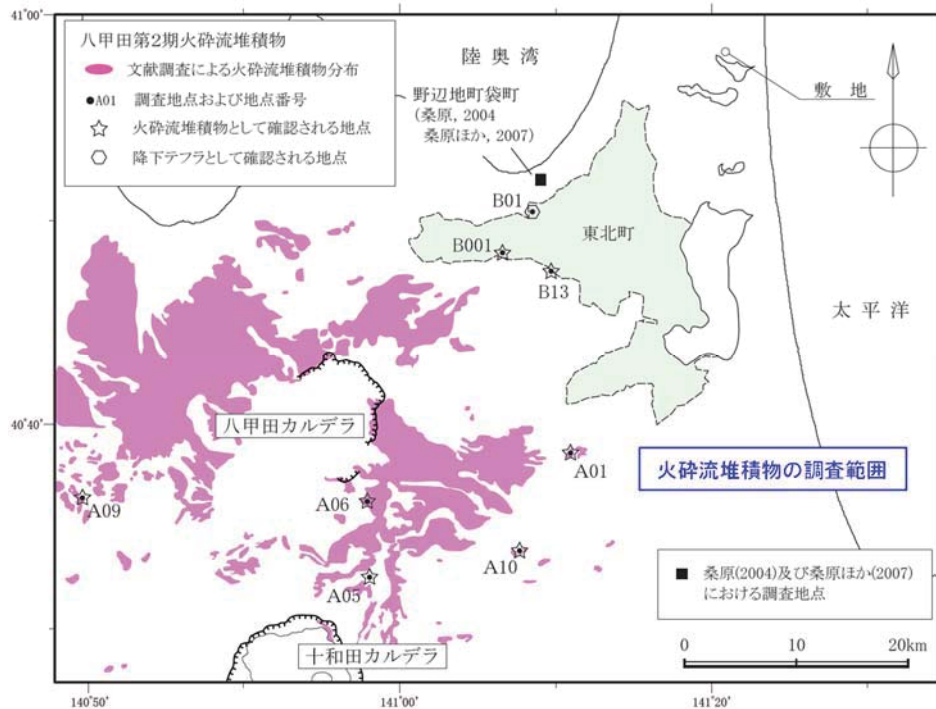 41°00'
八甲田第2期火砕流堆積物
文献調査による火砕流堆積物分布
A01 調査地点および地点番号
火砕流堆積物として確認される地点
降下テフラとして確認される地点
陸奥湾
野辺地町袋町
(桑原, 2004
桑原ほか, 2007)
敷地
B01
B001
B13
東北町
太平洋
40°40'
八甲田カルデラ
A01
火砕流堆積物の調査範囲
A09
A06
A10
A05
桑原(2004)及び桑原ほか(2007)
における調査地点
十和田カルデラ
0 10 20km
140°50' 141°00' 141°20'